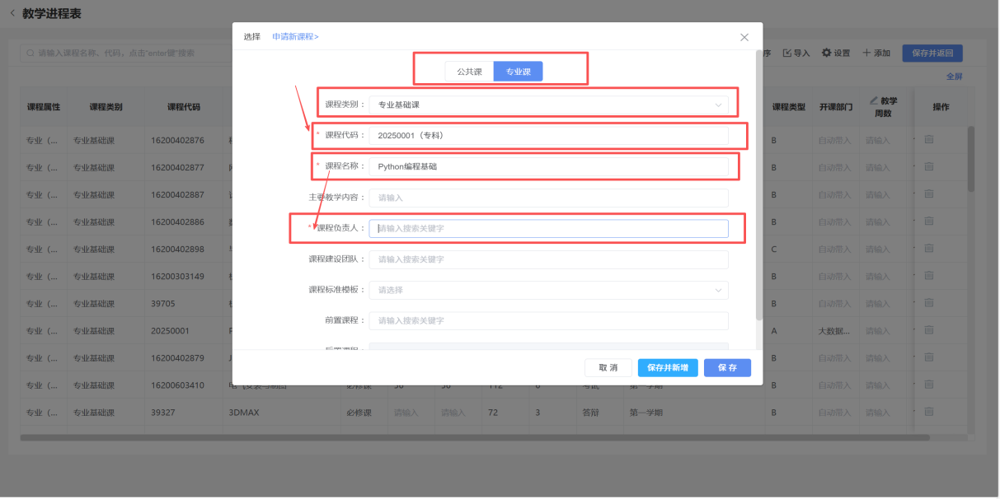 教学进程表
请输入课程名称、代码，点击"enter键"搜索
序 导入 设置 添加 保存并返回
全屏
选择 申请新课程>
公共课 专业课
课程类别： 专业基础课
* 课程代码： 20250001（专科）
* 课程名称： Python编程基础
主要教学内容： 请输入
* 课程负责人： 请输入搜索关键字
课程建设团队： 请输入搜索关键字
课程标准模板： 请选择
前置课程： 请输入搜索关键字
后置课程：
取 消 保存并新增 保 存
课程属性 课程类别 课程代码 课程类型 开课部门 教学周数 操作
专业（... 专业基础课 16200402876 B 自动带入 请输入
专业（... 专业基础课 16200402877 B 自动带入 请输入
专业（... 专业基础课 16200402887 B 自动带入 请输入
专业（... 专业基础课 16200402886 B 自动带入 请输入
专业（... 专业基础课 16200402898 C 自动带入 请输入
专业（... 专业基础课 16200303149 B 自动带入 请输入
专业（... 专业基础课 39705 B 自动带入 请输入
专业（... 专业基础课 20250001 A 大数据... 请输入
专业（... 专业基础课 16200402879 B 自动带入 请输入
专业（... 专业基础课 16200603410 必修课 56 56 112 6 考试 第一学期 B 自动带入 请输入
专业（... 专业基础课 39327 3DMAX 必修课 请输入 请输入 72 3 答辩 第一学期 B 自动带入 请输入